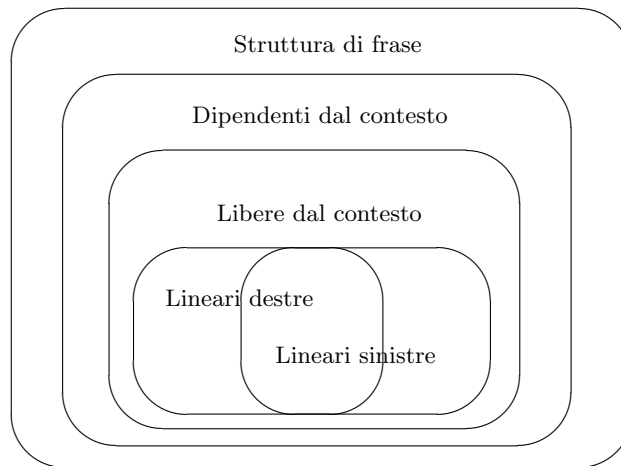 Struttura di frase
Dipendenti dal contesto
Libere dal contesto
Lineari destre
Lineari sinistre